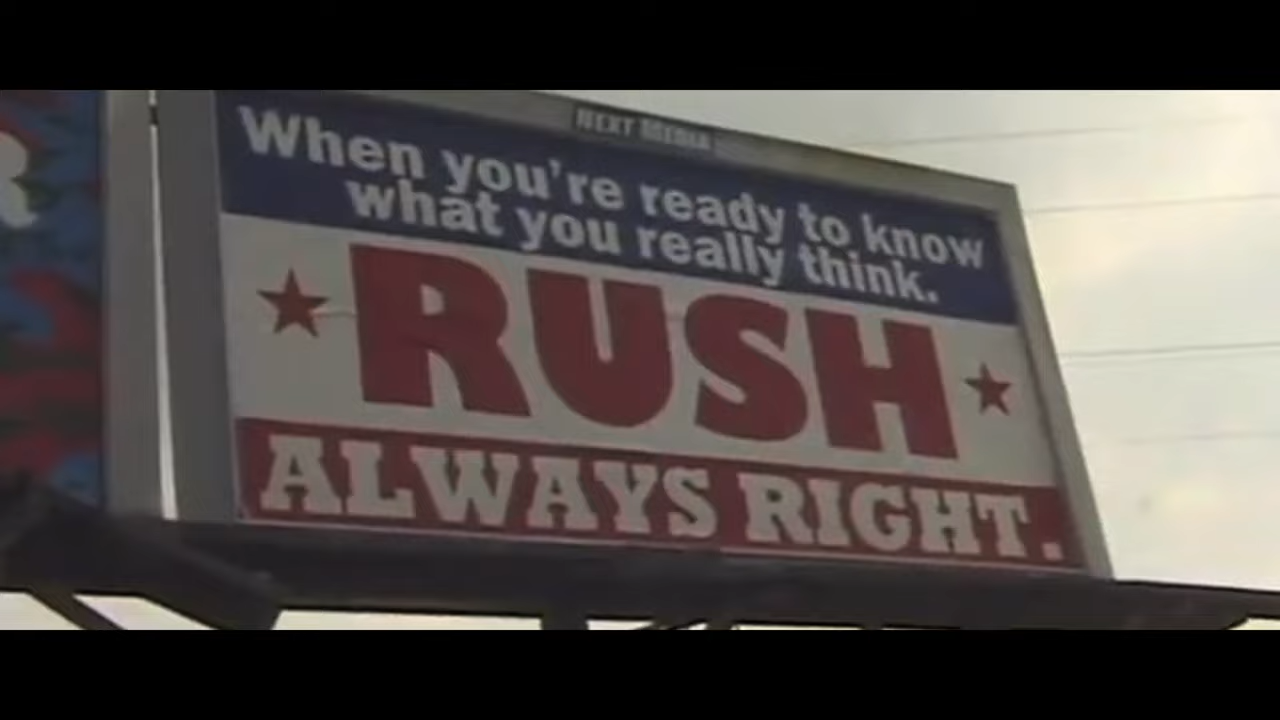 NEXT MEDIA
When you're ready to know
what you really think.
RUSH
ALWAYS RIGHT.